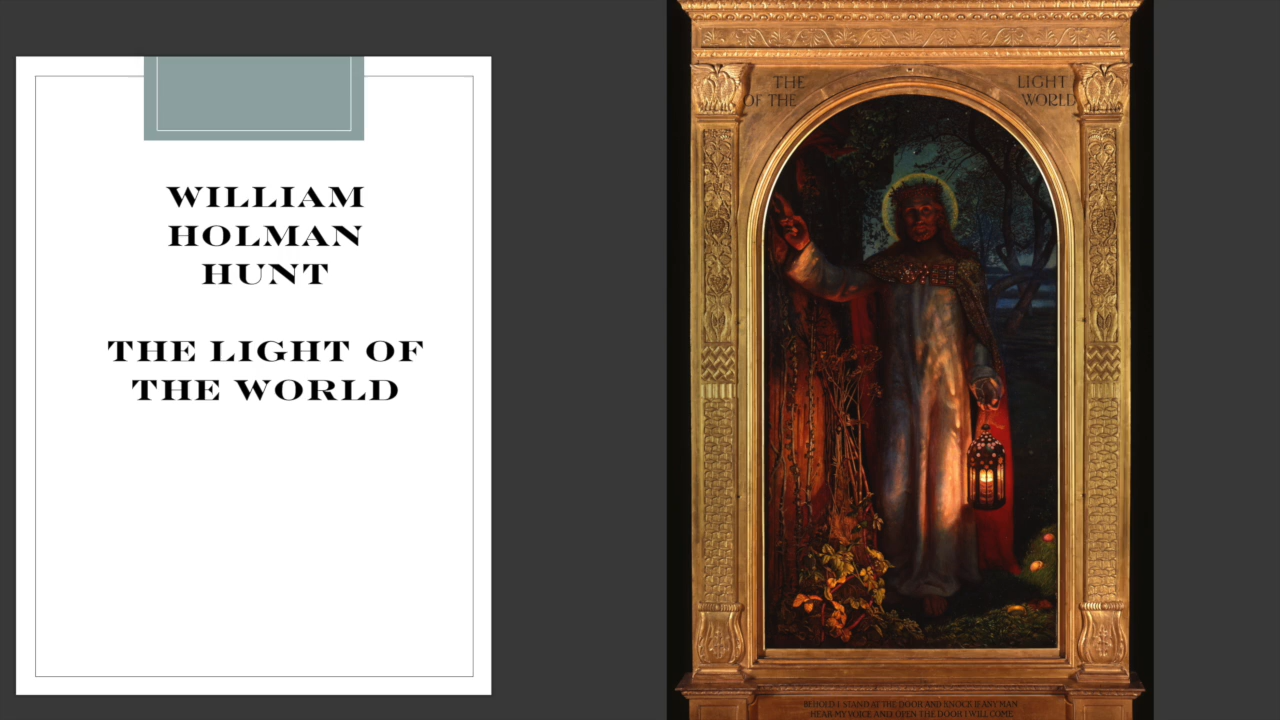 WILLIAM
HOLMAN
HUNT
THE LIGHT OF
THE WORLD
THE LIGHT
OF THE WORLD
BEHOLD I STAND AT THE DOOR AND KNOCK IF ANY MAN
HEAR MY VOICE AND OPEN THE DOOR I WILL COME